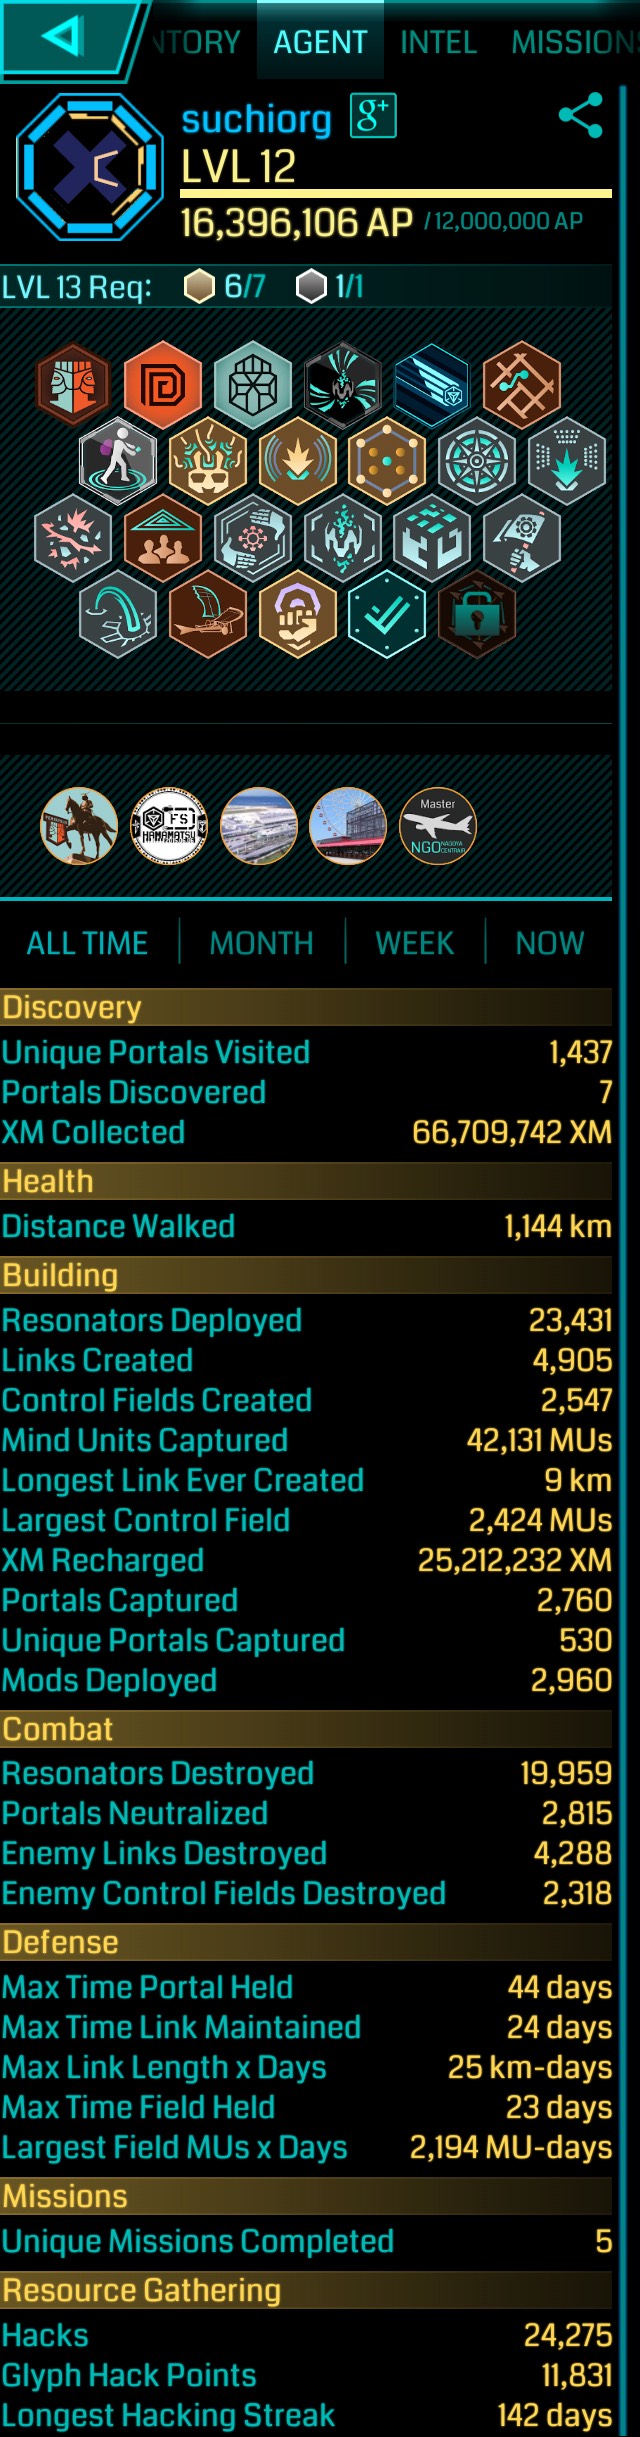 NTORY AGENT INTEL MISSIONS
suchiorg g+
LVL 12
16,396,106 AP / 12,000,000 AP
LVL 13 Req: 6/7 1/1
FS
HAMAMATSU
Master
NGO NAGOYA CENTRAIR
ALL TIME MONTH WEEK NOW
Discovery
Unique Portals Visited 1,437
Portals Discovered 7
XM Collected 66,709,742 XM
Health
Distance Walked 1,144 km
Building
Resonators Deployed 23,431
Links Created 4,905
Control Fields Created 2,547
Mind Units Captured 42,131 MUs
Longest Link Ever Created 9 km
Largest Control Field 2,424 MUs
XM Recharged 25,212,232 XM
Portals Captured 2,760
Unique Portals Captured 530
Mods Deployed 2,960
Combat
Resonators Destroyed 19,959
Portals Neutralized 2,815
Enemy Links Destroyed 4,288
Enemy Control Fields Destroyed 2,318
Defense
Max Time Portal Held 44 days
Max Time Link Maintained 24 days
Max Link Length x Days 25 km-days
Max Time Field Held 23 days
Largest Field MUs x Days 2,194 MU-days
Missions
Unique Missions Completed 5
Resource Gathering
Hacks 24,275
Glyph Hack Points 11,831
Longest Hacking Streak 142 days